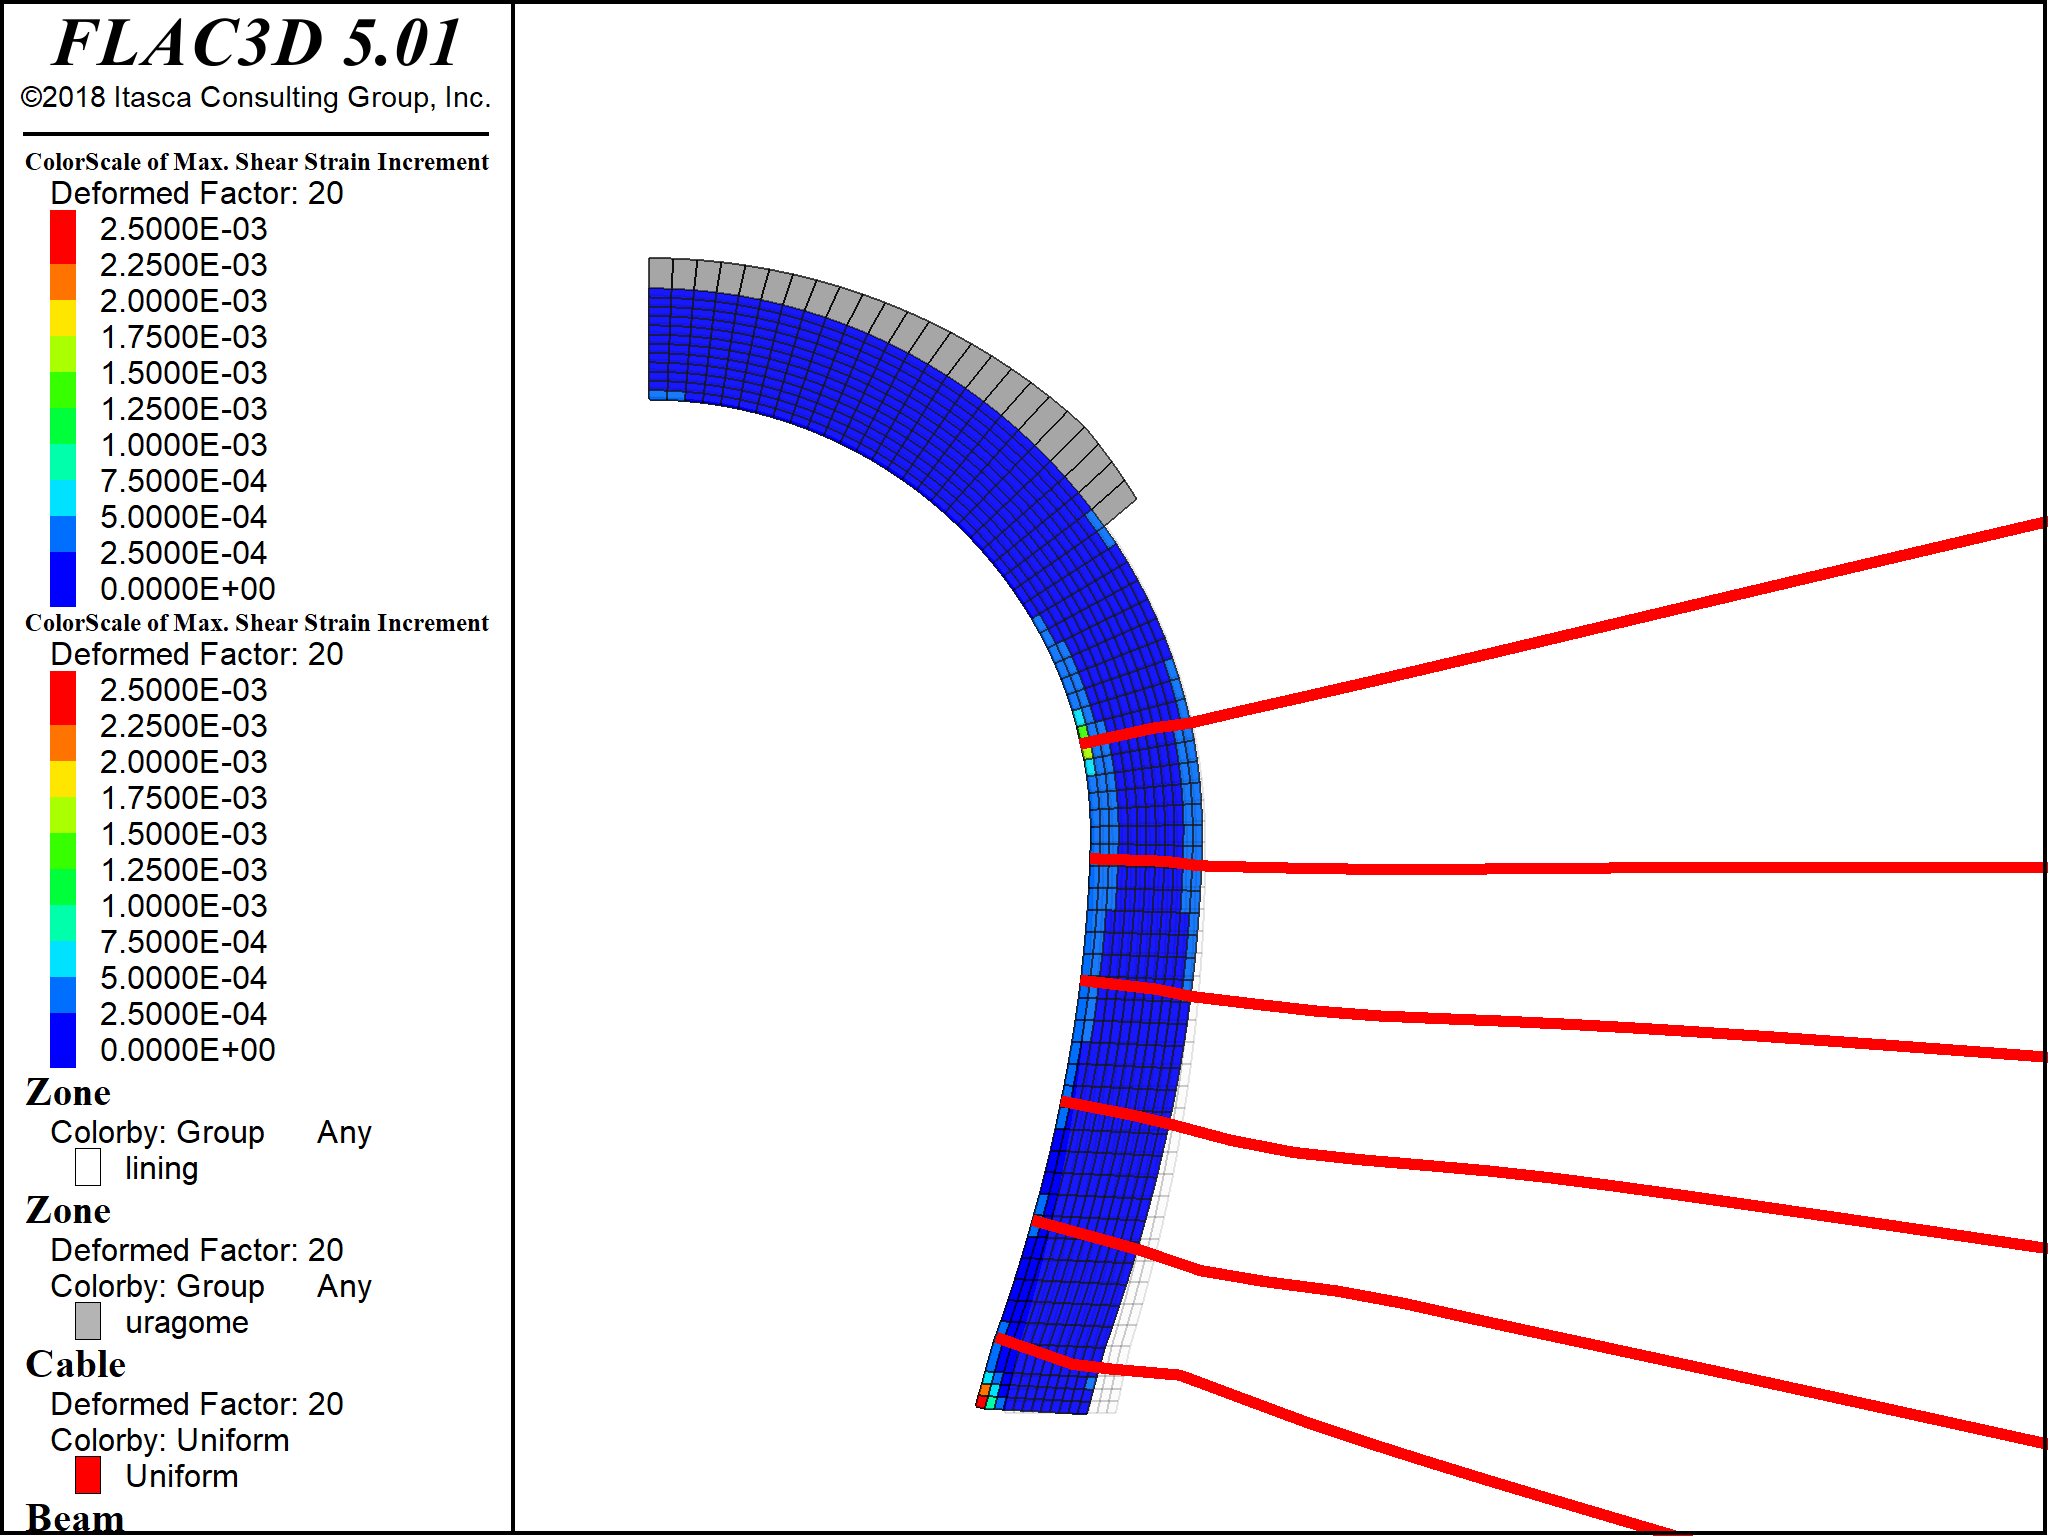 FLAC3D 5.01
©2018 Itasca Consulting Group, Inc.
ColorScale of Max. Shear Strain Increment
Deformed Factor: 20
2.5000E-03
2.2500E-03
2.0000E-03
1.7500E-03
1.5000E-03
1.2500E-03
1.0000E-03
7.5000E-04
5.0000E-04
2.5000E-04
0.0000E+00
ColorScale of Max. Shear Strain Increment
Deformed Factor: 20
2.5000E-03
2.2500E-03
2.0000E-03
1.7500E-03
1.5000E-03
1.2500E-03
1.0000E-03
7.5000E-04
5.0000E-04
2.5000E-04
0.0000E+00
Zone
Colorby: Group Any
lining
Zone
Deformed Factor: 20
Colorby: Group Any
uragome
Cable
Deformed Factor: 20
Colorby: Uniform
Uniform
Beam